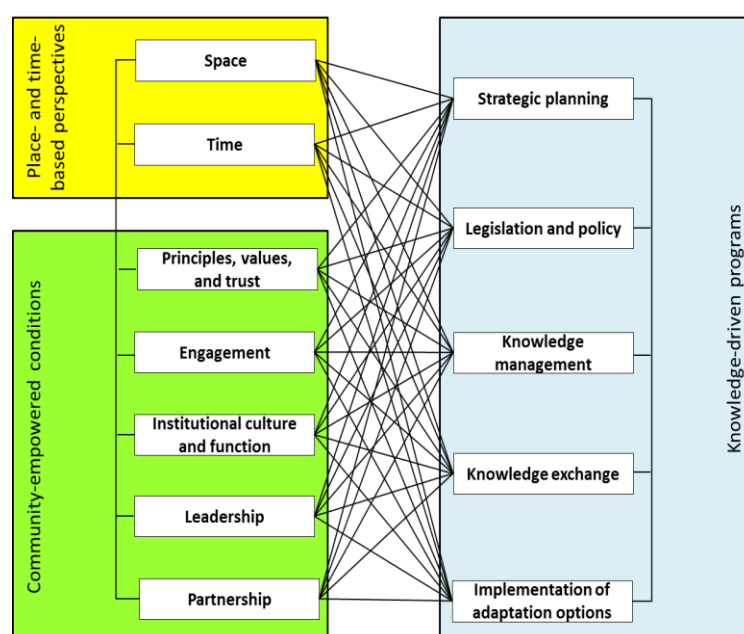 Place- and time-
based perspectives
Space
Time
Community-empowered conditions
Principles, values,
and trust
Engagement
Institutional culture
and function
Leadership
Partnership
Strategic planning
Legislation and policy
Knowledge
management
Knowledge exchange
Implementation of
adaptation options
Knowledge-driven programs